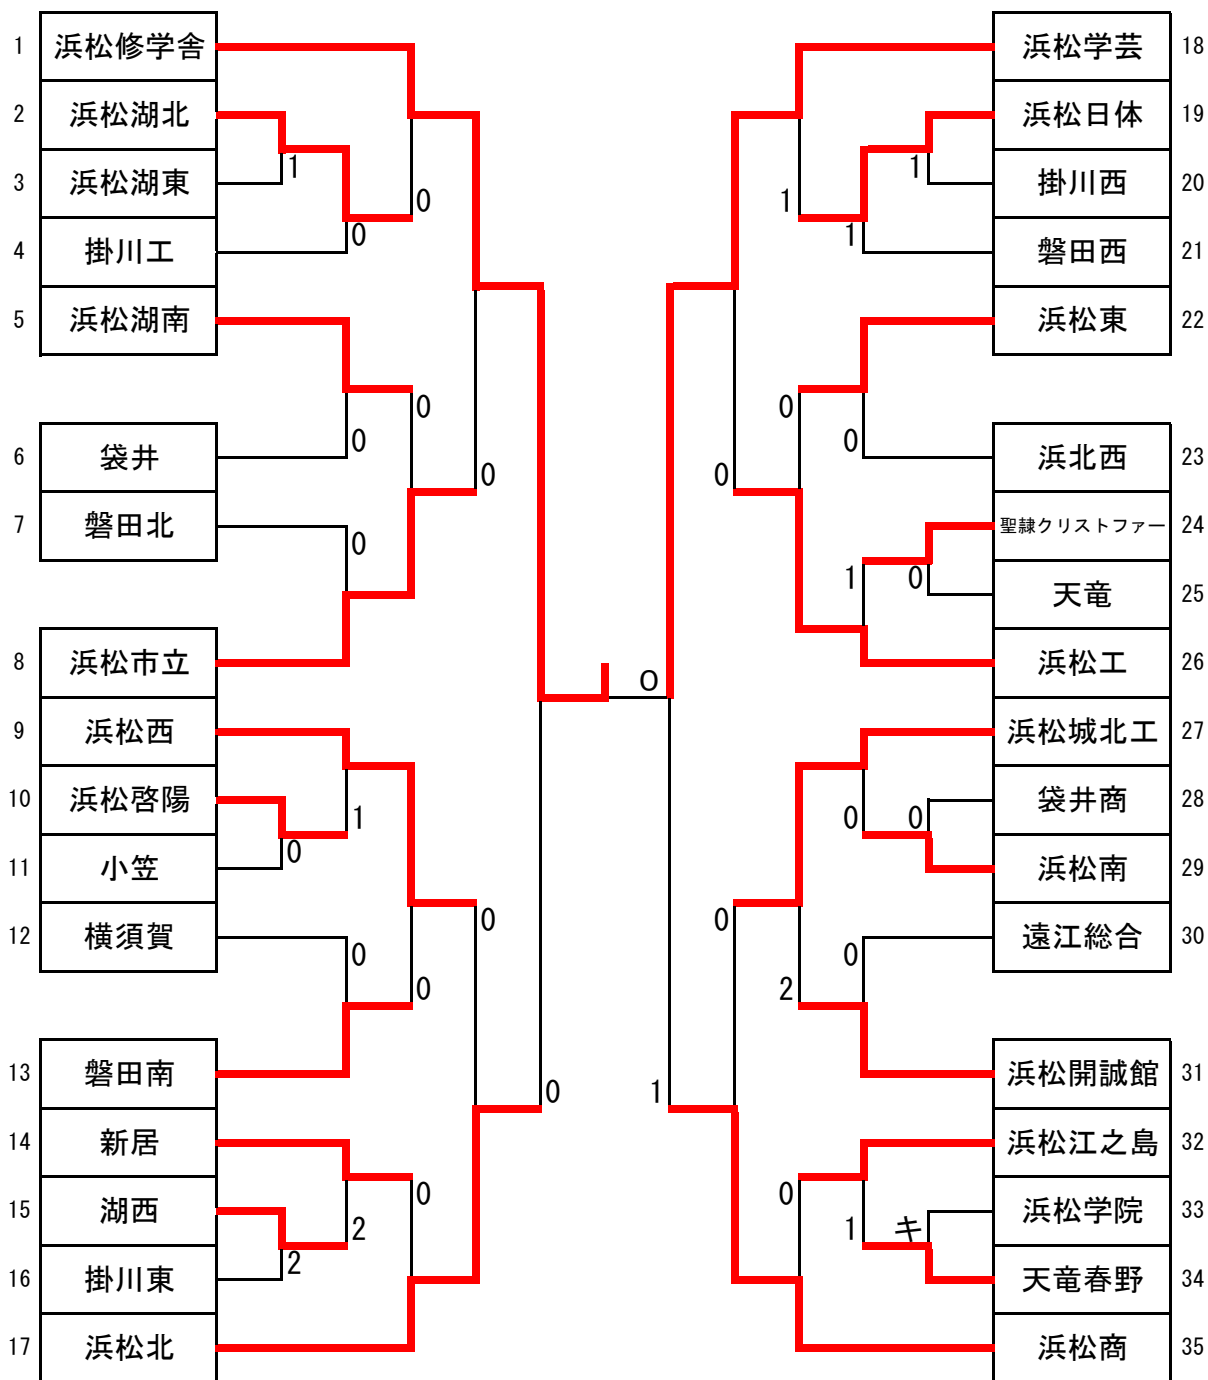 1 浜松修学舎
2 浜松湖北
1
3 浜松湖東
0
4 掛川工
0
5 浜松湖南
0
6 袋井
0
0
7 磐田北
0
8 浜松市立
9 浜松西
10 浜松啓陽
1
11 小笠
0
12 横須賀
0
0
0
13 磐田南
0
14 新居
15 湖西
0
2
16 掛川東
2
17 浜松北
0
浜松学芸 18
浜松日体 19
1
掛川西 20
1
磐田西 21
1
浜松東 22
0
浜北西 23
0
0
聖隷クリストファー 24
1
0
天竜 25
浜松工 26
浜松城北工 27
袋井商 28
0
0
浜松南 29
0
遠江総合 30
0
2
浜松開誠館 31
1
浜松江之島 32
0
浜松学院 33
キ
1
天竜春野 34
浜松商 35